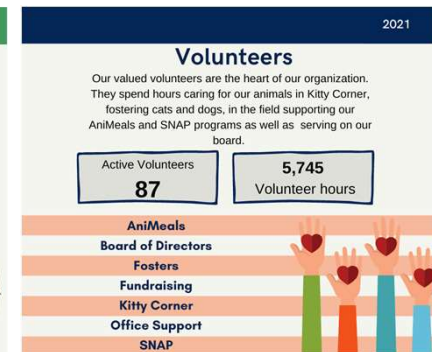 2021
Volunteers
Our valued volunteers are the heart of our organization.
They spend hours caring for our animals in Kitty Corner,
fostering cats and dogs, in the field supporting our
AniMeals and SNAP programs as well as serving on our
board.
Active Volunteers
87
5,745
Volunteer hours
AniMeals
Board of Directors
Fosters
Fundraising
Kitty Corner
Office Support
SNAP